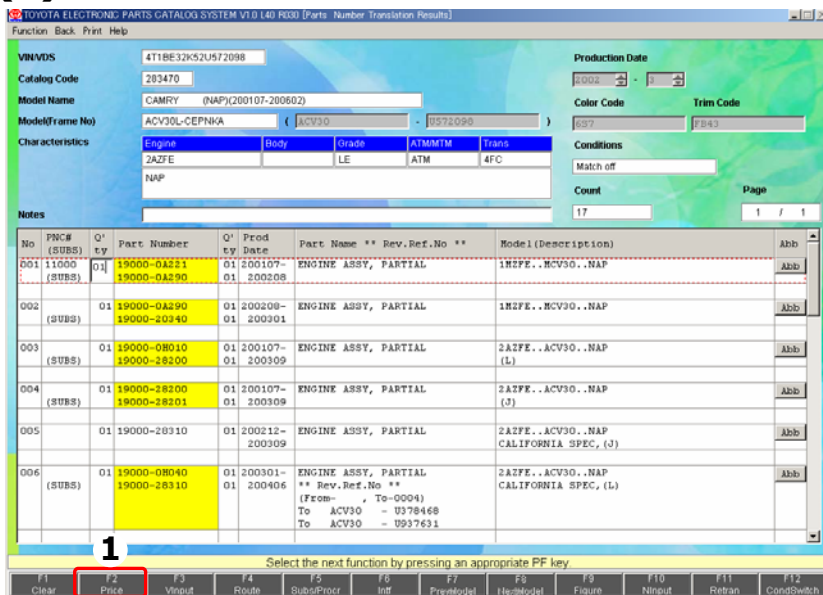 TOYOTA ELECTRONIC PARTS CATALOG SYSTEM V1.0 L40 R030 [Parts Number Translation Results]
Function Back Print Help
VIN/VDS 4T1BE32K52U572098 Production Date
Catalog Code 283470 2002 - 3
Model Name CAMRY (NAP)(200107-200602) Color Code Trim Code
Model(Frame No) ACV30L-CEPNKA ( ACV30 - U572098 ) 6S7 FB43
Characteristics Engine Body Grade ATM/MTM Trans Conditions
2AZFE LE ATM 4FC Match off
NAP
Count Page
Notes 17 1 / 1
No PNC# (SUBS) Q'ty Part Number Q'ty Prod Date Part Name ** Rev.Ref.No ** Model(Description) Abb
001 11000 01 19000-0A221 01 200107- ENGINE ASSY, PARTIAL 1MZFE..MCV30..NAP Abb
(SUBS) 19000-0A290 01 200208
002 01 19000-0A290 01 200208- ENGINE ASSY, PARTIAL 1MZFE..MCV30..NAP Abb
(SUBS) 19000-20340 01 200301
003 01 19000-0H010 01 200107- ENGINE ASSY, PARTIAL 2AZFE..ACV30..NAP Abb
(SUBS) 19000-28200 01 200309 (L)
004 01 19000-28200 01 200107- ENGINE ASSY, PARTIAL 2AZFE..ACV30..NAP Abb
(SUBS) 19000-28201 01 200309 (J)
005 01 19000-28310 01 200212- ENGINE ASSY, PARTIAL 2AZFE..ACV30..NAP Abb
200309 CALIFORNIA SPEC,(J)
006 01 19000-0H040 01 200301- ENGINE ASSY, PARTIAL 2AZFE..ACV30..NAP Abb
(SUBS) 19000-28310 01 200406 ** Rev.Ref.No ** CALIFORNIA SPEC,(L)
(From- , To-0004)
To ACV30 - U378468
To ACV30 - U937631
1
Select the next function by pressing an appropriate PF key.
F1 F2 F3 F4 F5 F6 F7 F8 F9 F10 F11 F12
Clear Price Vinput Route Subs/Procr Intf PrevModel NextModel Figure NInput Retran CondSwitch